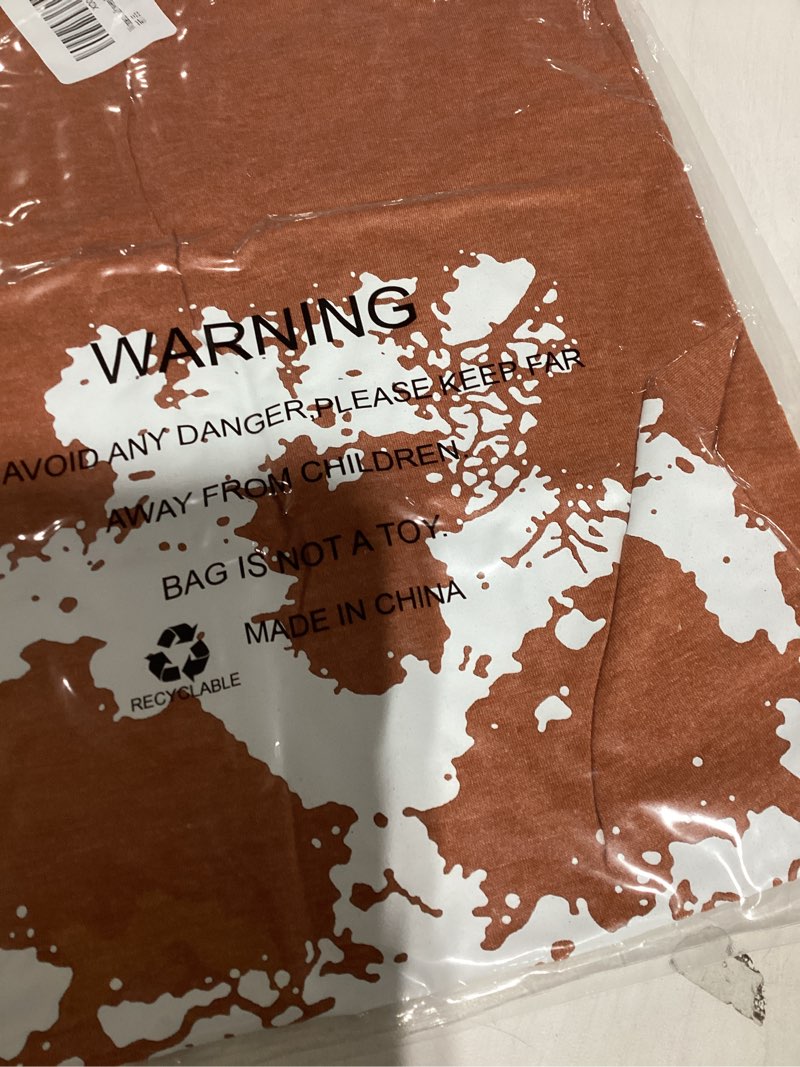 WARNING
AVOID ANY DANGER,PLEASE KEEP FAR
AWAY FROM CHILDREN.
BAG IS NOT A TOY.
MADE IN CHINA
RECYCLABLE